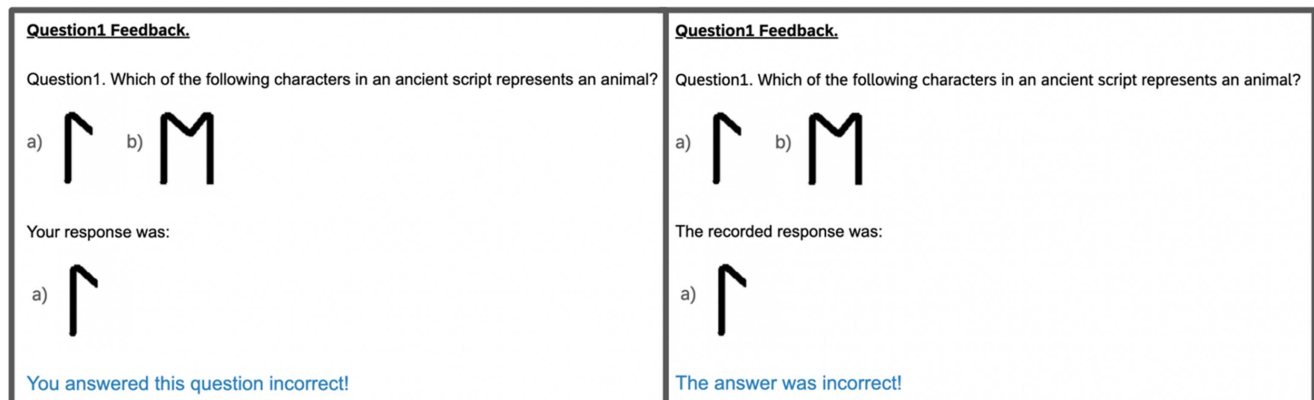 Question1 Feedback.
Question1. Which of the following characters in an ancient script represents an animal?
a) ᛚ b) ᛖ
Your response was:
a) ᛚ
You answered this question incorrect!
Question1 Feedback.
Question1. Which of the following characters in an ancient script represents an animal?
a) ᛚ b) ᛖ
The recorded response was:
a) ᛚ
The answer was incorrect!